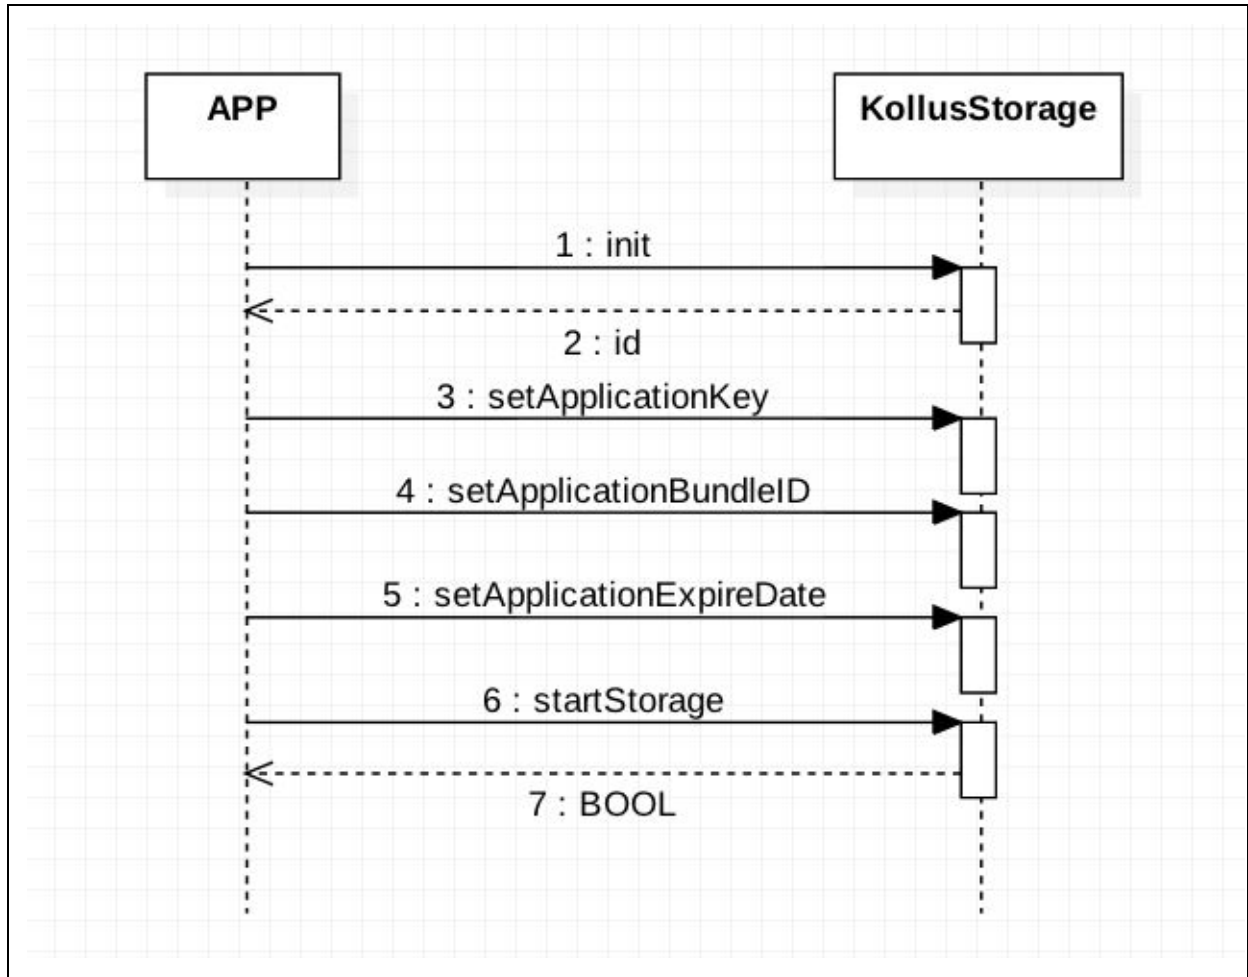 APP
KollusStorage
1 : init
2 : id
3 : setApplicationKey
4 : setApplicationBundleID
5 : setApplicationExpireDate
6 : startStorage
7 : BOOL